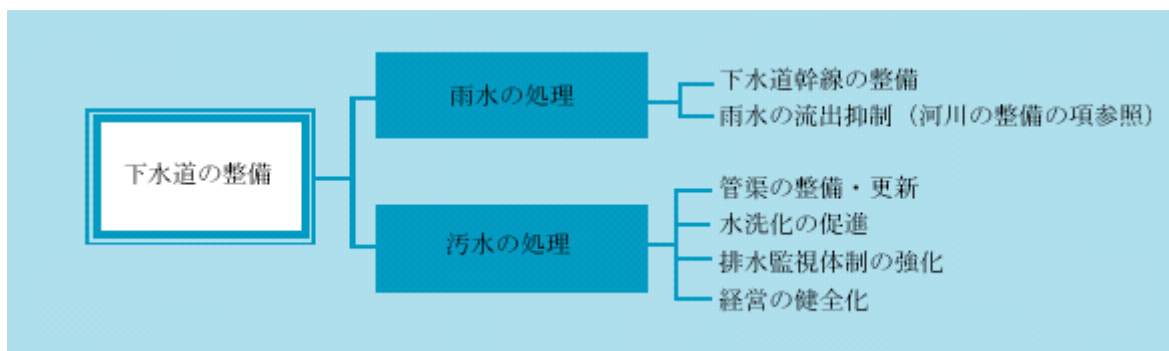 下水道の整備
雨水の処理
下水道幹線の整備
雨水の流出抑制（河川の整備の項参照）
汚水の処理
管渠の整備・更新
水洗化の促進
排水監視体制の強化
経営の健全化